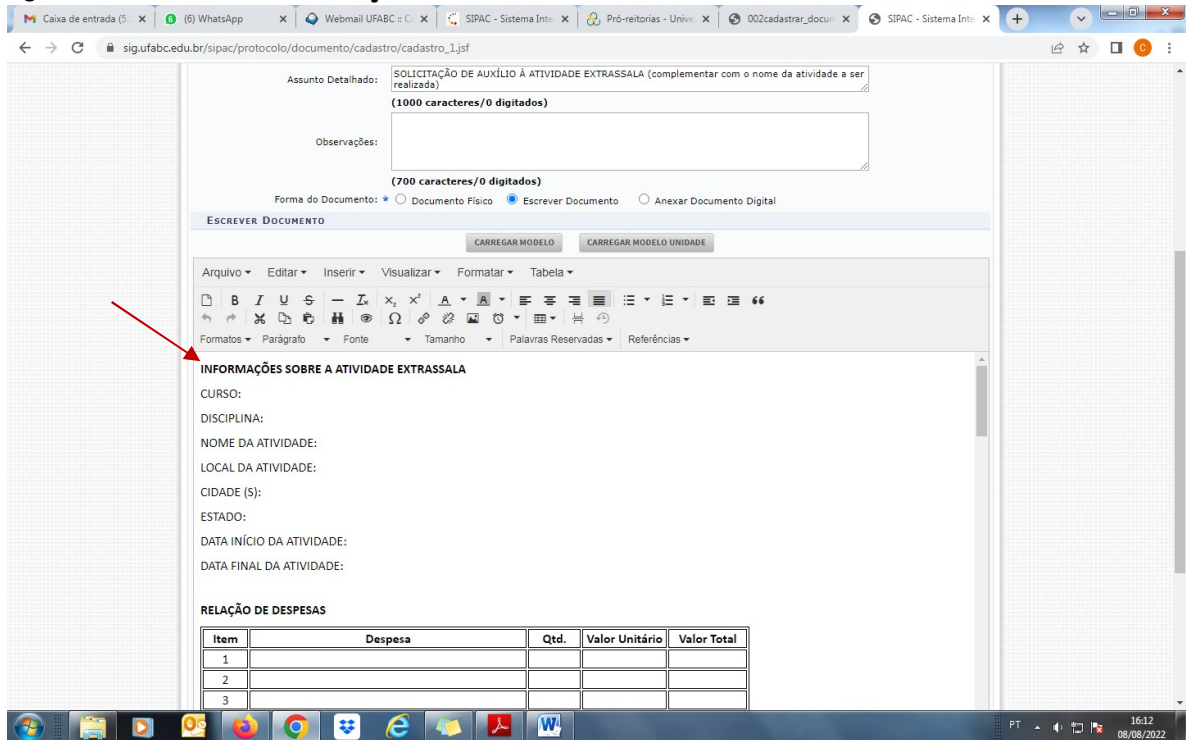 Caixa de entrada (5
(6) WhatsApp
Webmail UFABC :: C
SIPAC - Sistema Inte
Pró-reitorias - Unive
002cadastrar_docun
SIPAC - Sistema Inte
sig.ufabc.edu.br/sipac/protocolo/documento/cadastro/cadastro_1.jsf
C
Assunto Detalhado:
SOLICITAÇÃO DE AUXÍLIO À ATIVIDADE EXTRASSALA (complementar com o nome da atividade a ser
realizada)
(1000 caracteres/0 digitados)
Observações:
(700 caracteres/0 digitados)
Forma do Documento: Documento Físico Escrever Documento Anexar Documento Digital
ESCREVER DOCUMENTO
CARREGAR MODELO CARREGAR MODELO UNIDADE
Arquivo Editar Inserir Visualizar Formatar Tabela
Formatos Parágrafo Fonte Tamanho Palavras Reservadas Referências
INFORMAÇÕES SOBRE A ATIVIDADE EXTRASSALA
CURSO:
DISCIPLINA:
NOME DA ATIVIDADE:
LOCAL DA ATIVIDADE:
CIDADE (S):
ESTADO:
DATA INÍCIO DA ATIVIDADE:
DATA FINAL DA ATIVIDADE:
RELAÇÃO DE DESPESAS
Item Despesa Qtd. Valor Unitário Valor Total
1
2
3
PT 16:12
08/08/2022